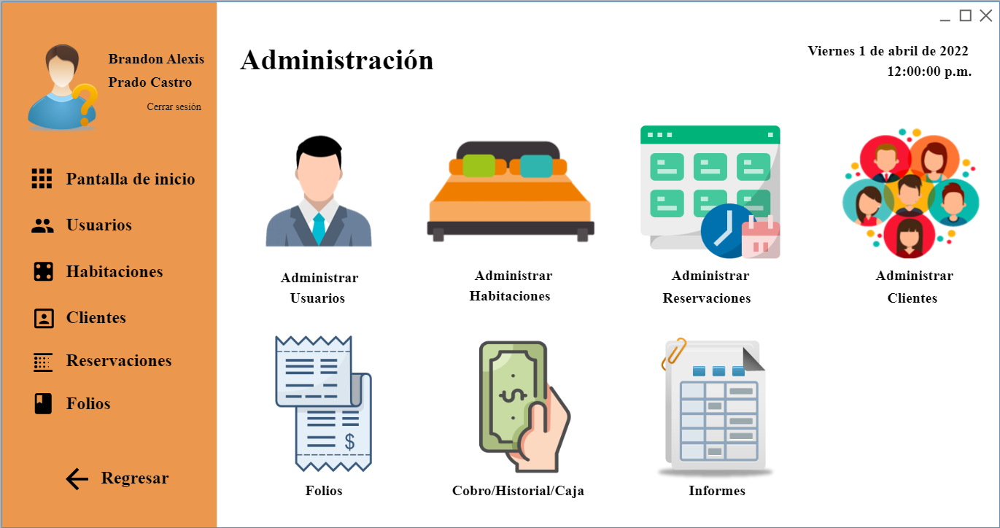 Brandon Alexis
Prado Castro
Cerrar sesión
Pantalla de inicio
Usuarios
Habitaciones
Clientes
Reservaciones
Folios
Regresar
Administración
Viernes 1 de abril de 2022
12:00:00 p.m.
Administrar
Usuarios
Administrar
Habitaciones
Administrar
Reservaciones
Administrar
Clientes
$
Folios
$
Cobro/Historial/Caja
Informes